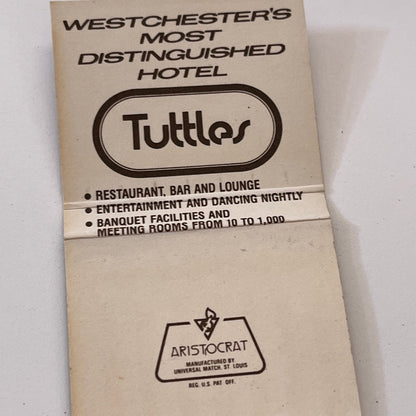 WESTCHESTER'S
MOST
DISTINGUISHED
HOTEL
Tuttles
• RESTAURANT, BAR AND LOUNGE
• ENTERTAINMENT AND DANCING NIGHTLY
• BANQUET FACILITIES AND
MEETING ROOMS FROM 10 TO 1,000
ARISTOCRAT
MANUFACTURED BY
UNIVERSAL MATCH, ST. LOUIS
REG. U.S. PAT. OFF.